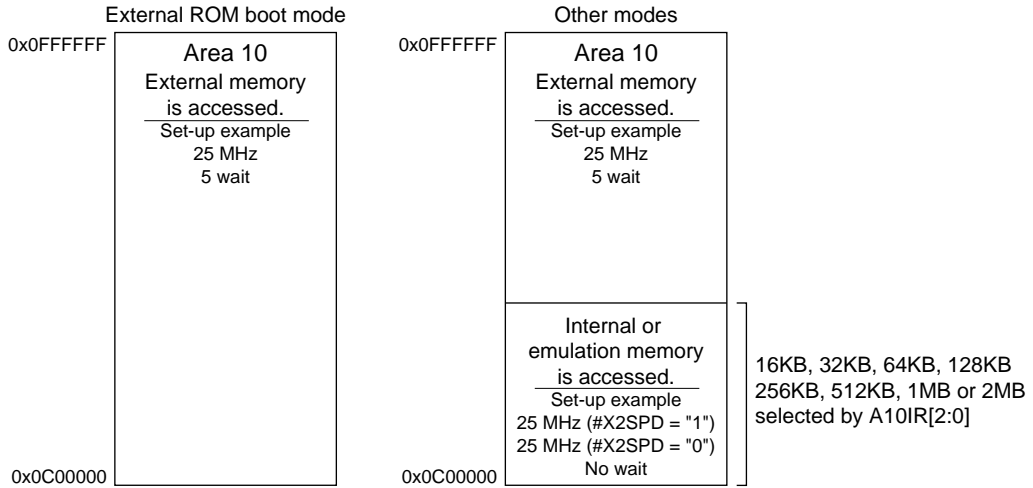 External ROM boot mode
0x0FFFFFF
Area 10
External memory
is accessed.
Set-up example
25 MHz
5 wait
0x0C00000
Other modes
0x0FFFFFF
Area 10
External memory
is accessed.
Set-up example
25 MHz
5 wait
Internal or
emulation memory
is accessed.
Set-up example
25 MHz (#X2SPD = "1")
25 MHz (#X2SPD = "0")
No wait
0x0C00000
16KB, 32KB, 64KB, 128KB
256KB, 512KB, 1MB or 2MB
selected by A10IR[2:0]